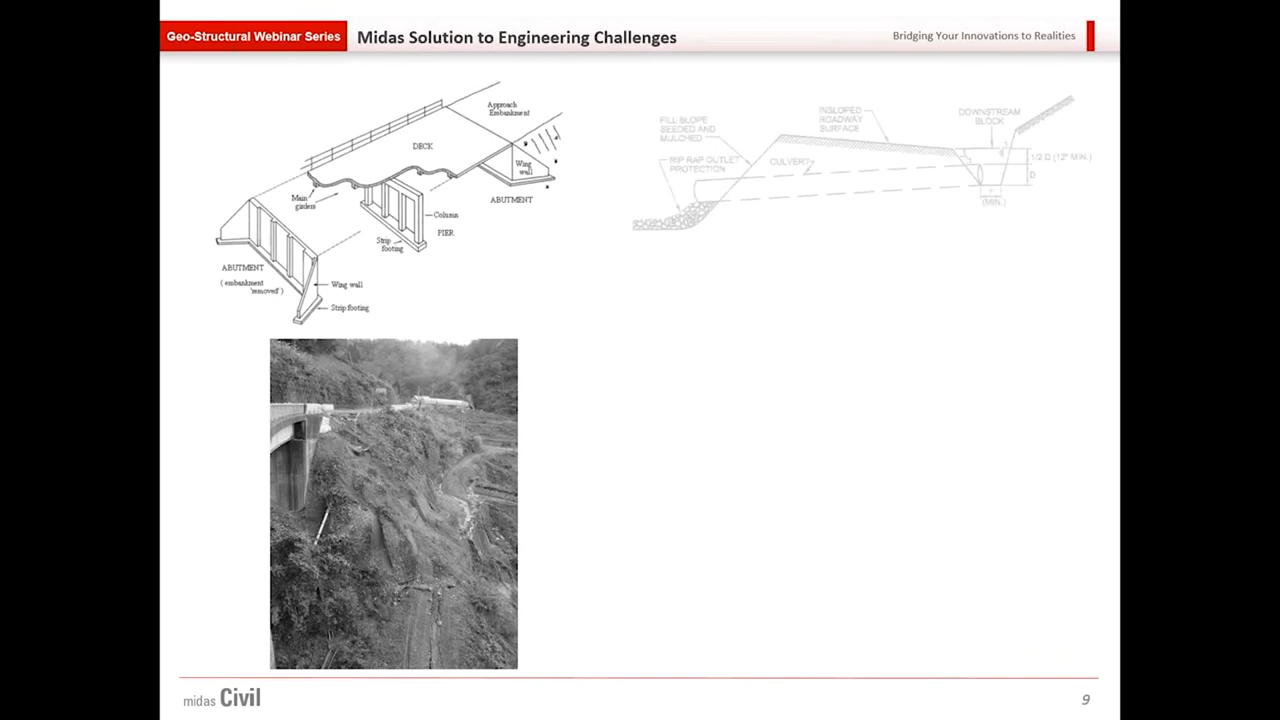 Geo-Structural Webinar Series
Midas Solution to Engineering Challenges
Bridging Your Innovations to Realities
Approach
Embankment
DECK
Wing
wall
ABUTMENT
Main
girders
Column
PIER
Strip
footing
ABUTMENT
( embankment
'removed' )
Wing wall
Strip footing
FILL SLOPE
SEEDED AND
MULCHED
RIP RAP OUTLET
PROTECTION
CULVERT
INSLOPED
ROADWAY
SURFACE
DOWNSTREAM
BLOCK
1/2 D (12" MIN.)
D
(MIN.)
midas Civil
9